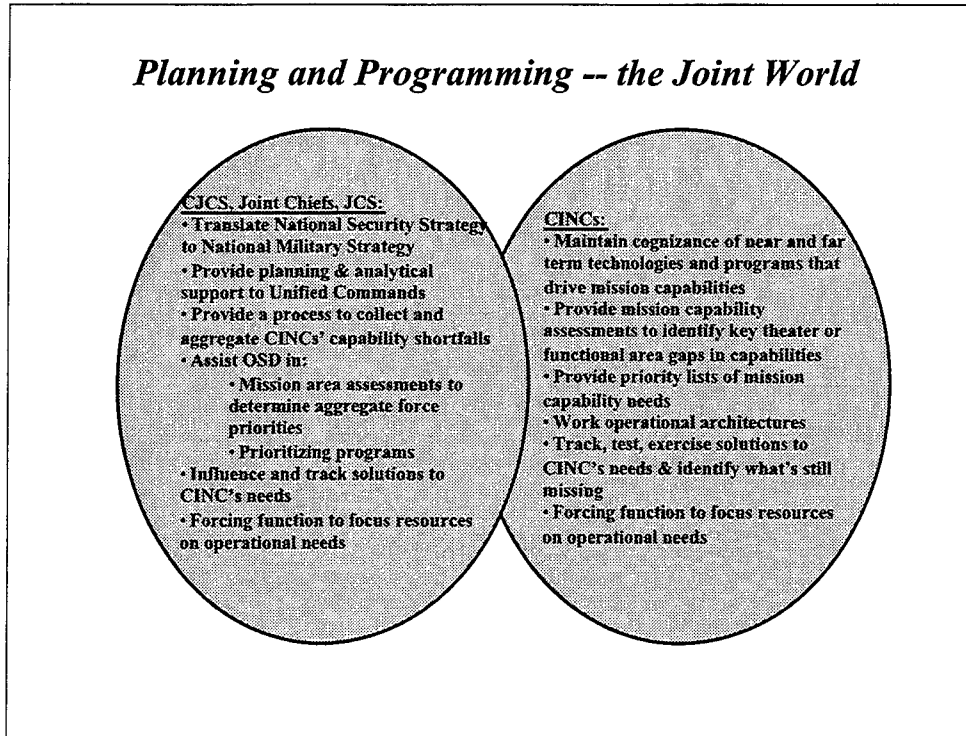 Planning and Programming -- the Joint World
CJCS, Joint Chiefs, JCS:
• Translate National Security Strategy
to National Military Strategy
• Provide planning & analytical
support to Unified Commands
• Provide a process to collect and
aggregate CINCs' capability shortfalls
• Assist OSD in:
• Mission area assessments to
determine aggregate force
priorities
• Prioritizing programs
• Influence and track solutions to
CINC's needs
• Forcing function to focus resources
on operational needs
CINCs:
• Maintain cognizance of near and far
term technologies and programs that
drive mission capabilities
• Provide mission capability
assessments to identify key theater or
functional area gaps in capabilities
• Provide priority lists of mission
capability needs
• Work operational architectures
• Track, test, exercise solutions to
CINC's needs & identify what's still
missing
• Forcing function to focus resources
on operational needs